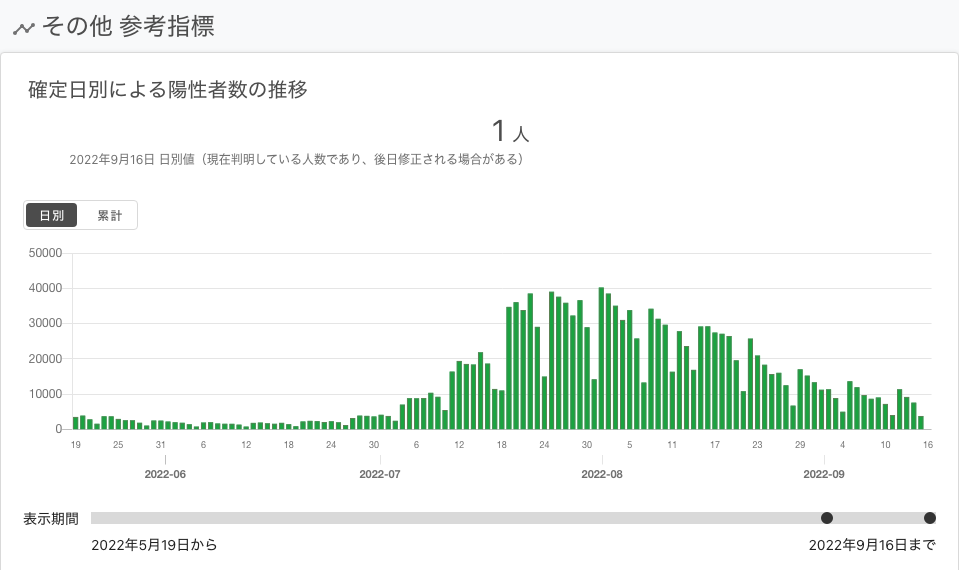 その他 参考指標
確定日別による陽性者数の推移
1 人
2022年9月16日 日別値（現在判明している人数であり、後日修正される場合がある）
日別 累計
50000
40000
30000
20000
10000
0
19 25 31 6 12 18 24 30 6 12 18 24 30 5 11 17 23 29 4 10 16
2022-06 2022-07 2022-08 2022-09
表示期間
2022年5月19日から 2022年9月16日まで